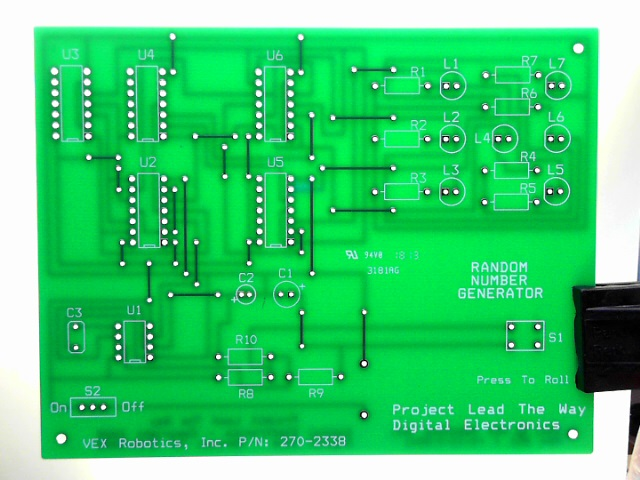 U3 U4 U6 L1 R7 L7
R1
R6
L2
R2 L4 L6
U2 U5 R4
R3 L3 L5
R5
94V0 1813
3181AG
RANDOM
NUMBER
GENERATOR
C2 C1
+ +
C3 U1
R10 S1
R8 R9
Press To Roll
S2
On Off
Project Lead The Way
Digital Electronics
VEX Robotics, Inc. P/N: 270-2338